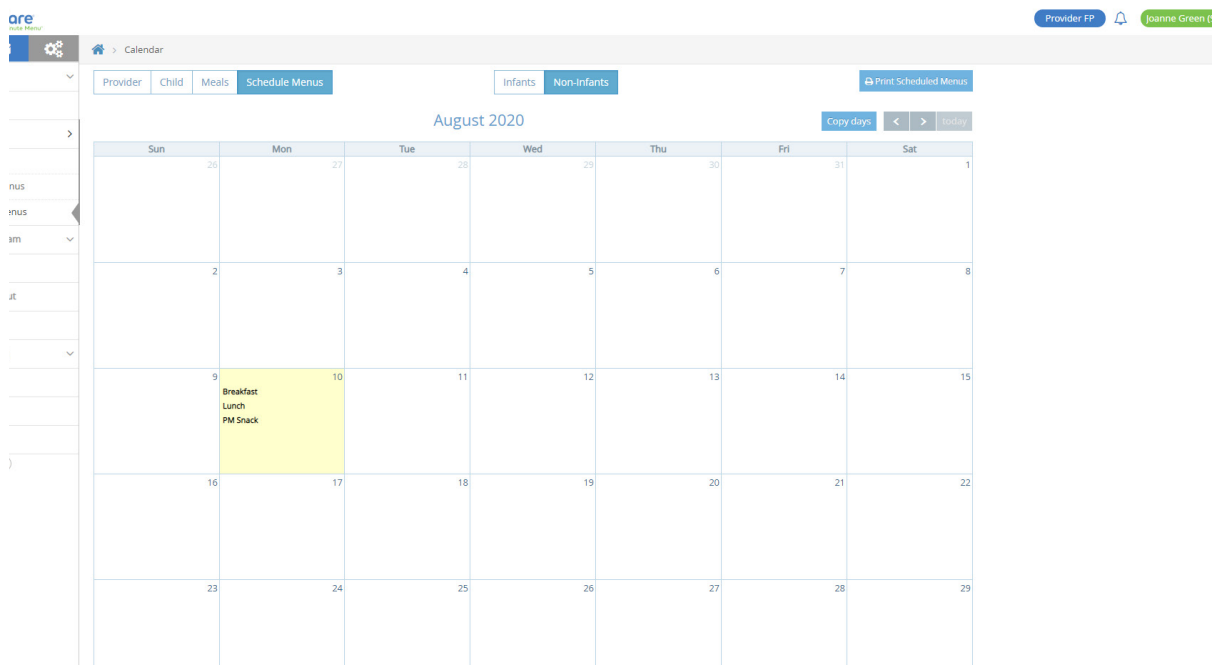 are
Minute Menu
Provider FP
Joanne Green (
Calendar
Provider Child Meals Schedule Menus
Infants Non-Infants
Print Scheduled Menus
August 2020
Copy days < > today
Sun Mon Tue Wed Thu Fri Sat
26 27 28 29 30 31 1
nus
enus
am
2 3 4 5 6 7 8
ut
9 10 11 12 13 14 15
Breakfast
Lunch
PM Snack
16 17 18 19 20 21 22
23 24 25 26 27 28 29